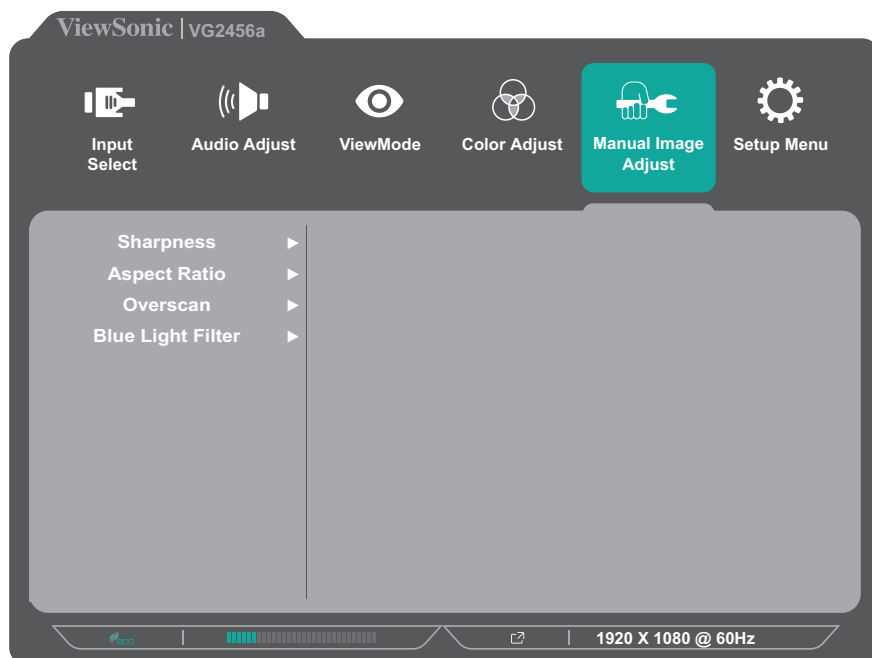 ViewSonic | VG2456a
Input
Select
Audio Adjust
ViewMode
Color Adjust
Manual Image
Adjust
Setup Menu
Sharpness
Aspect Ratio
Overscan
Blue Light Filter
eco
1920 X 1080 @ 60Hz